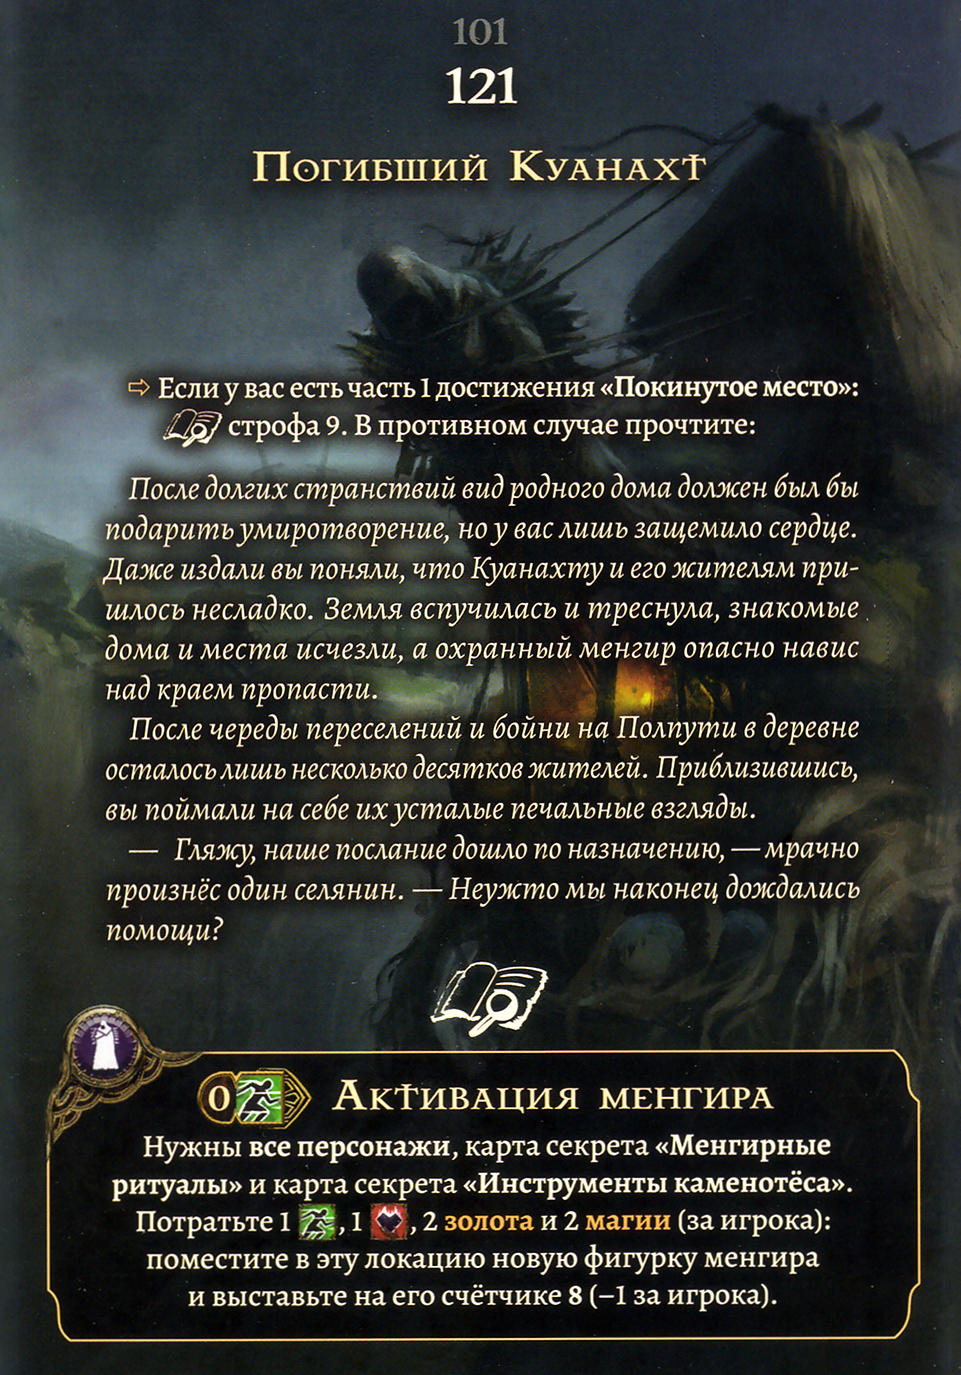 101
121
Погибший Куанахт
⇨ Если у вас есть часть 1 достижения «Покинутое место»:
строфа 9. В противном случае прочтите:
После долгих странствий вид родного дома должен был бы
подарить умиротворение, но у вас лишь защемило сердце.
Даже издали вы поняли, что Куанахту и его жителям при-
шлось несладко. Земля вспучилась и треснула, знакомые
дома и места исчезли, а охранный менгир опасно навис
над краем пропасти.
После череды переселений и бойни на Полпути в деревне
осталось лишь несколько десятков жителей. Приблизившись,
вы поймали на себе их усталые печальные взгляды.
— Гляжу, наше послание дошло по назначению, — мрачно
произнёс один селянин. — Неужто мы наконец дождались
помощи?
0 Активация менгира
Нужны все персонажи, карта секрета «Менгирные
ритуалы» и карта секрета «Инструменты каменотёса».
Потратьте 1 , 1 , 2 золота и 2 магии (за игрока):
поместите в эту локацию новую фигурку менгира
и выставьте на его счётчике 8 (–1 за игрока).